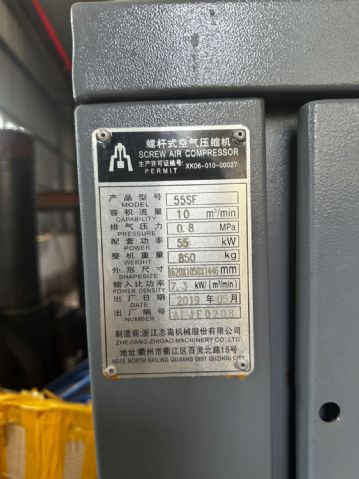 螺杆式空气压缩机
SCREW AIR COMPRESSOR
生产许可证编号: XK06-010-00027
PERMIT
产品型号 55SF
MODEL
容积流量 10 m³/min
CAPABILITY
排气压力 0.8 MPa
AIR PRESSURE
配套功率 55 kW
POWER
整机重量 850 kg
WEIGHT
外形尺寸 1620X1050X1446 mm
SHAPESIZE
输入比功率 7.3 kW/(m³/min)
POWER DENSITY
出厂日期 2019 年 05 月
DATE
出厂编号
NUMBER
制造商:浙江志高机械股份有限公司
ZHEJIANG ZHIGAO MACHINERY CO.,LTD
地址:衢州市衢江区百灵北路15号
NO15 NORTH BAILING QUJIANG DIST QUZHOU CITY